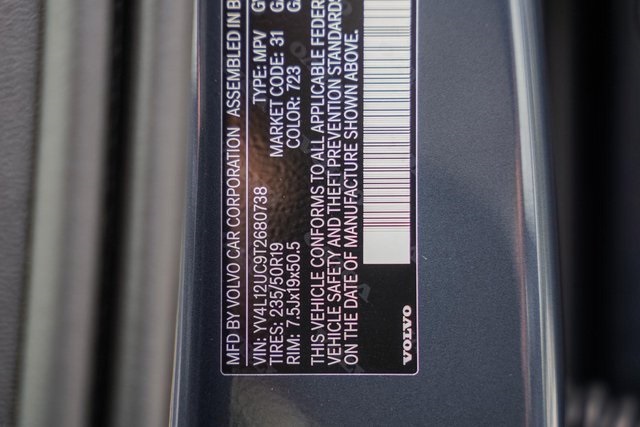 MFD BY VOLVO CAR CORPORATION ASSEMBLED IN B
VIN: YV4L12UC9T2680738 TYPE: MPV
TIRES: 235/50R19 MARKET CODE: 31
RIM: 7.5Jx19x50.5 COLOR: 723
THIS VEHICLE CONFORMS TO ALL APPLICABLE FEDER
VEHICLE SAFETY AND THEFT PREVENTION STANDARDS
ON THE DATE OF MANUFACTURE SHOWN ABOVE.
VOLVO